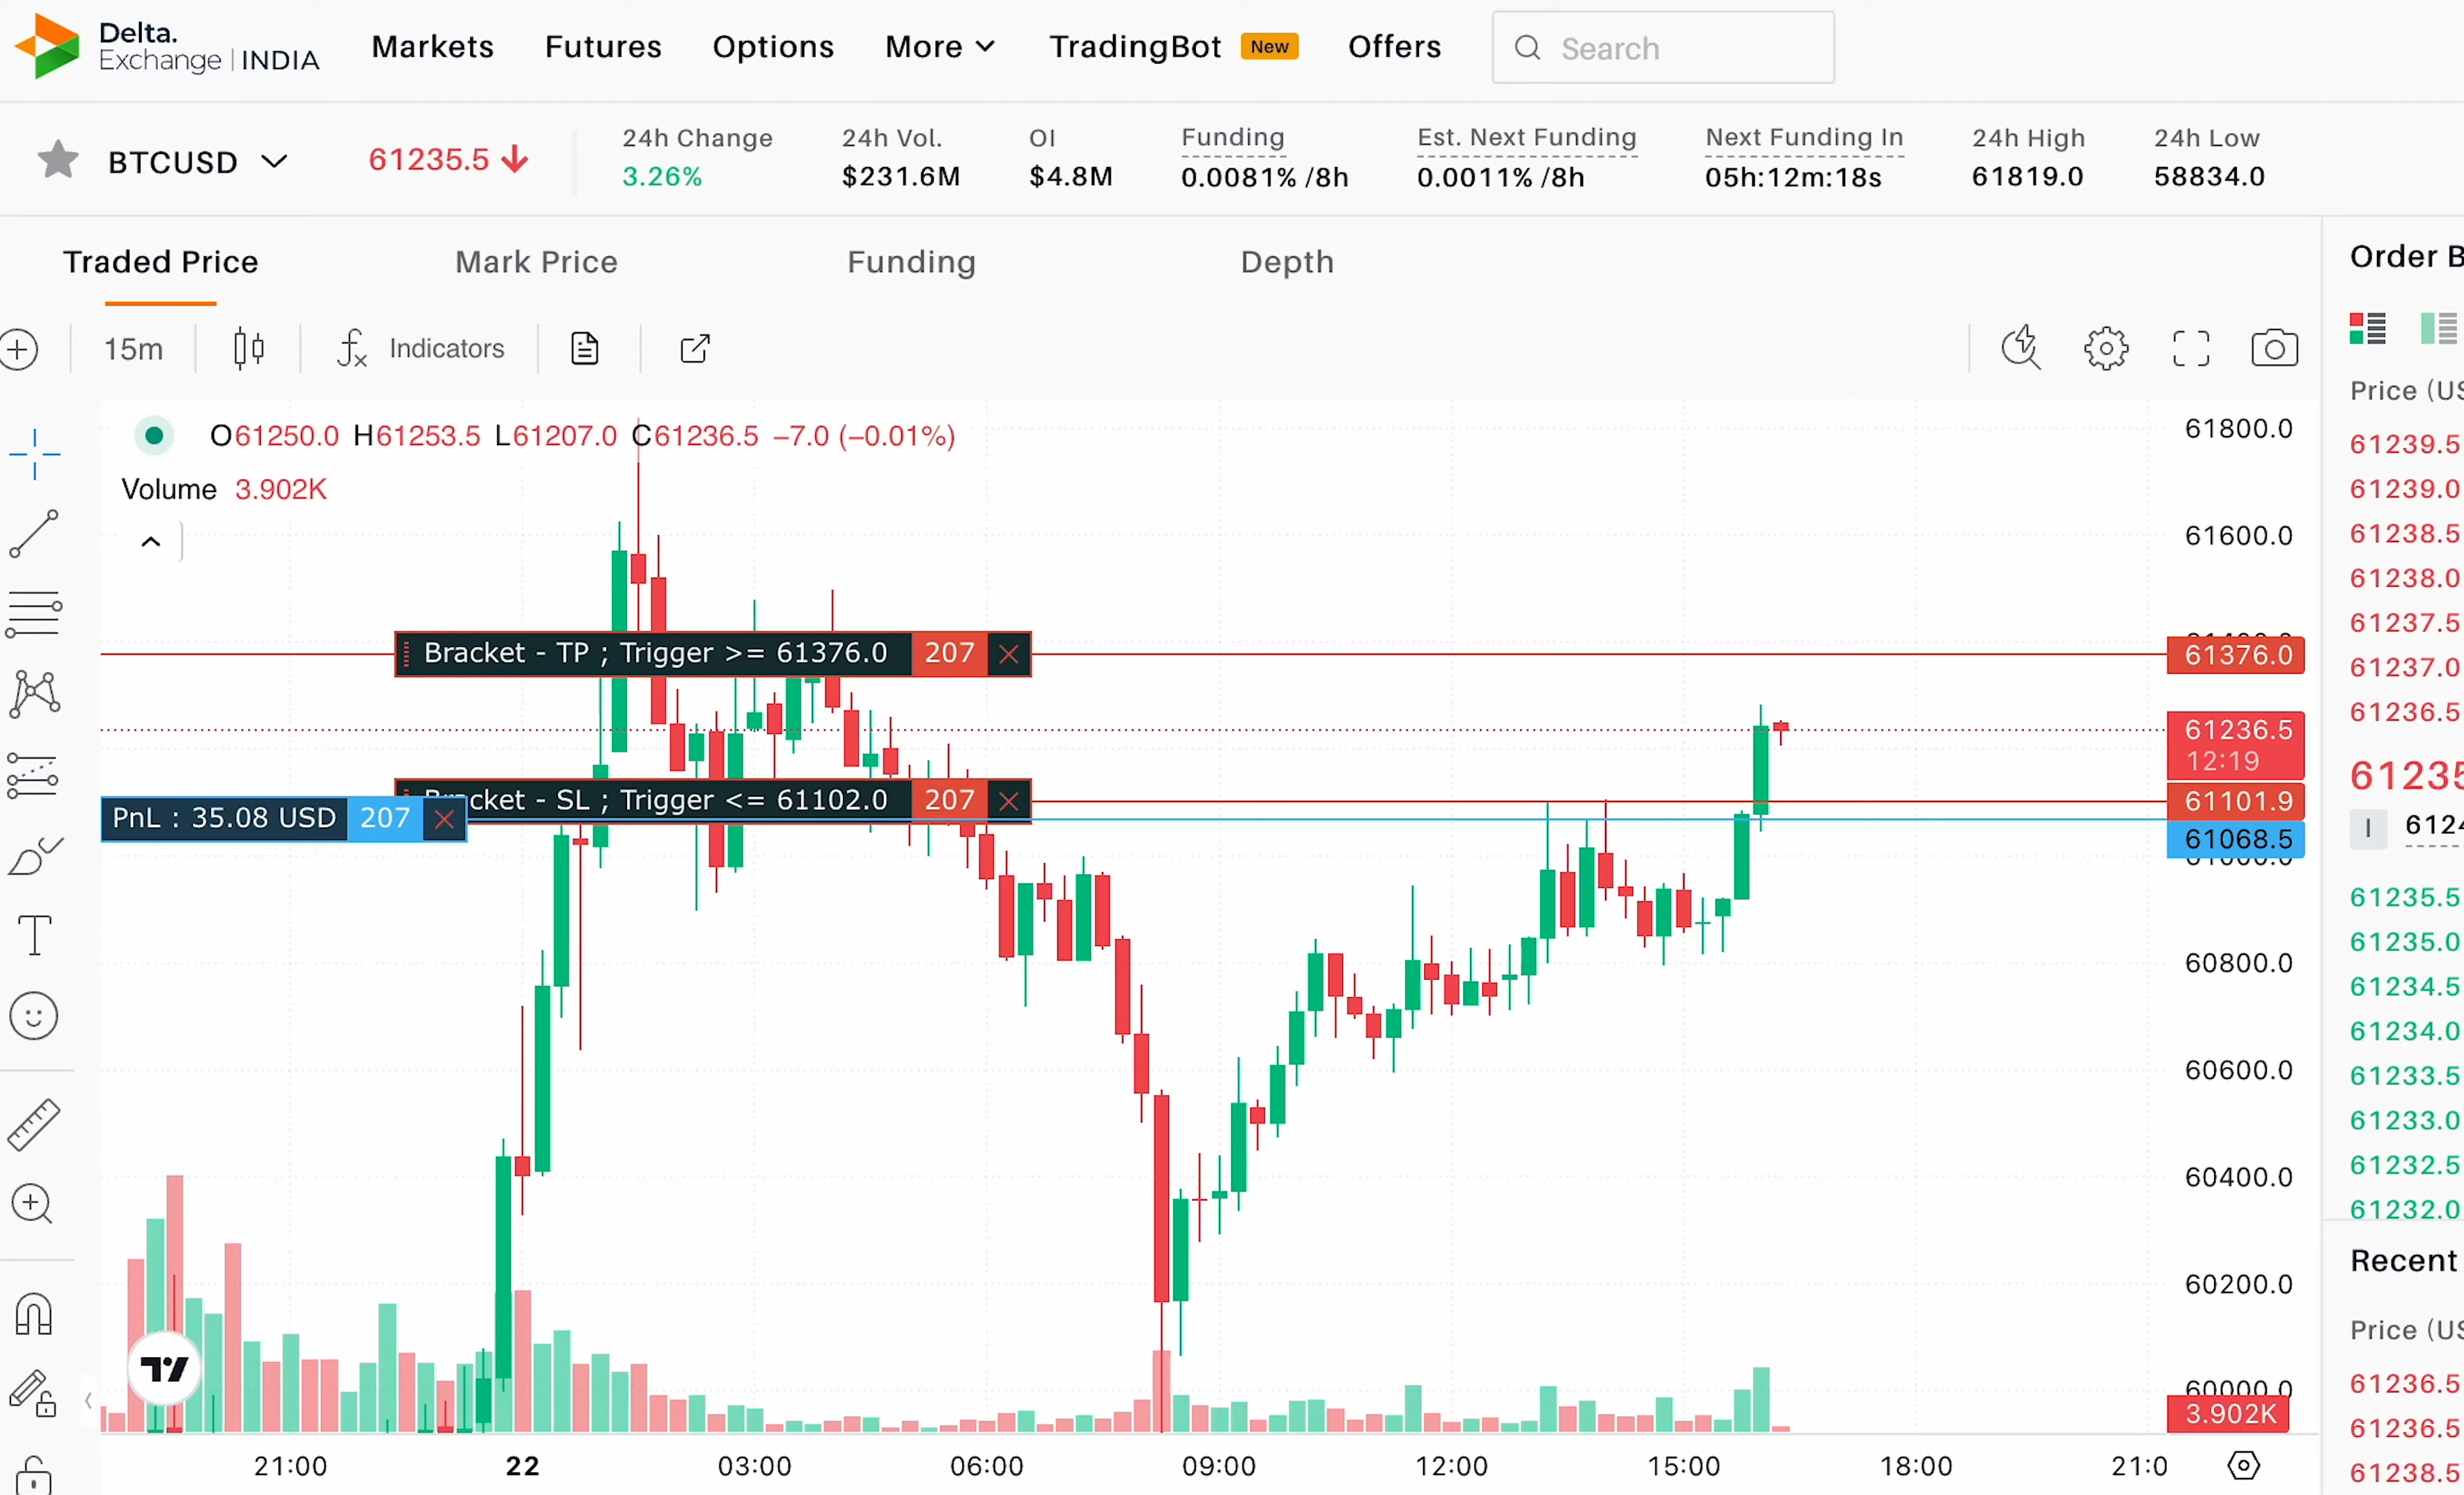 Delta.
Exchange | INDIA
Markets
Futures
Options
More
TradingBot New
Offers
Search
BTCUSD
61235.5
24h Change
3.26%
24h Vol.
$231.6M
OI
$4.8M
Funding
0.0081% /8h
Est. Next Funding
0.0011% /8h
Next Funding In
05h:12m:18s
24h High
61819.0
24h Low
58834.0
Traded Price
Mark Price
Funding
Depth
15m
Indicators
O61250.0 H61253.5 L61207.0 C61236.5 −7.0 (−0.01%)
Volume 3.902K
Bracket - TP ; Trigger >= 61376.0 207
Bracket - SL ; Trigger <= 61102.0 207
PnL : 35.08 USD 207
61800.0
61600.0
61376.0
61236.5
12:19
61101.9
61068.5
60800.0
60600.0
60400.0
60200.0
60000.0
3.902K
21:00
22
03:00
06:00
09:00
12:00
15:00
18:00
21:0
Order B
Price (US
61239.5
61239.0
61238.5
61238.0
61237.5
61237.0
61236.5
61235
I 612
61235.5
61235.0
61234.5
61234.0
61233.5
61233.0
61232.5
61232.0
Recent
Price (US
61236.5
61236.5
61238.5